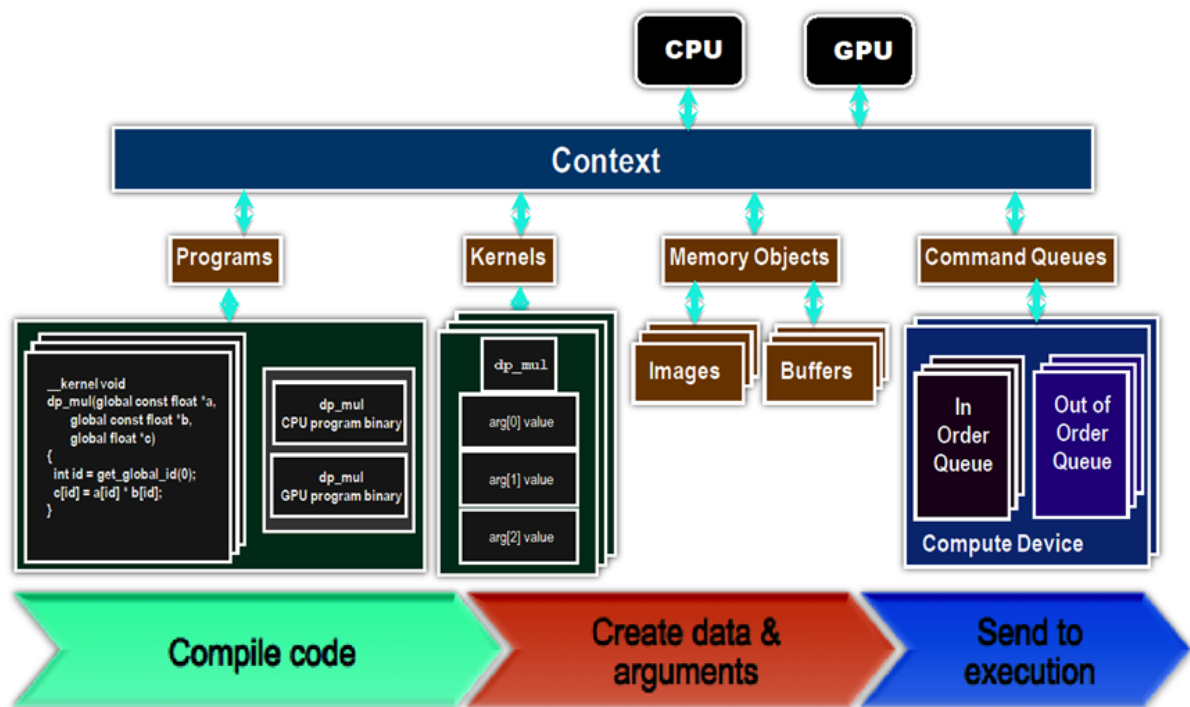 CPU
GPU
Context
Programs
Kernels
Memory Objects
Command Queues
__kernel void
dp_mul(global const float *a,
global const float *b,
global float *c)
{
int id = get_global_id(0);
c[id] = a[id] * b[id];
}
dp_mul
CPU program binary
dp_mul
GPU program binary
dp_mul
arg[0] value
arg[1] value
arg[2] value
Images
Buffers
In
Order
Queue
Out of
Order
Queue
Compute Device
Compile code
Create data &
arguments
Send to
execution